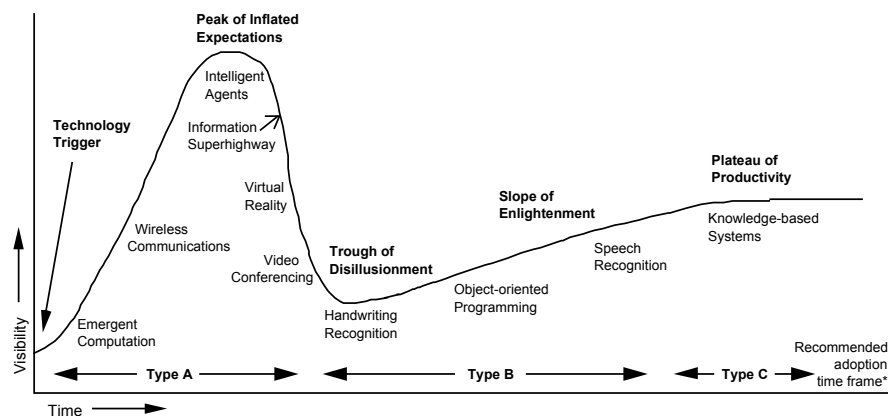 Peak of Inflated
Expectations
Intelligent
Agents
Technology
Trigger
Information
Superhighway
Plateau of
Productivity
Virtual
Reality
Slope of
Enlightenment
Knowledge-based
Systems
Wireless
Communications
Trough of
Disillusionment
Speech
Recognition
Video
Conferencing
Object-oriented
Programming
Visibility
Emergent
Computation
Handwriting
Recognition
Type A
Type B
Type C
Recommended
adoption
time frame*
Time